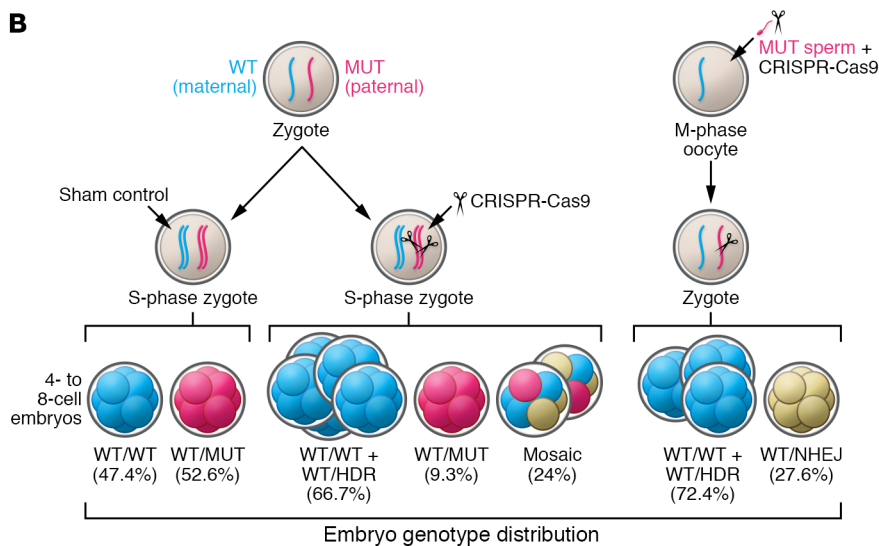 B
WT
(maternal)
MUT
(paternal)
Zygote
MUT sperm +
CRISPR-Cas9
M-phase
oocyte
Sham control
CRISPR-Cas9
S-phase zygote
S-phase zygote
Zygote
4- to
8-cell
embryos
WT/WT
(47.4%)
WT/MUT
(52.6%)
WT/WT +
WT/HDR
(66.7%)
WT/MUT
(9.3%)
Mosaic
(24%)
WT/WT +
WT/HDR
(72.4%)
WT/NHEJ
(27.6%)
Embryo genotype distribution